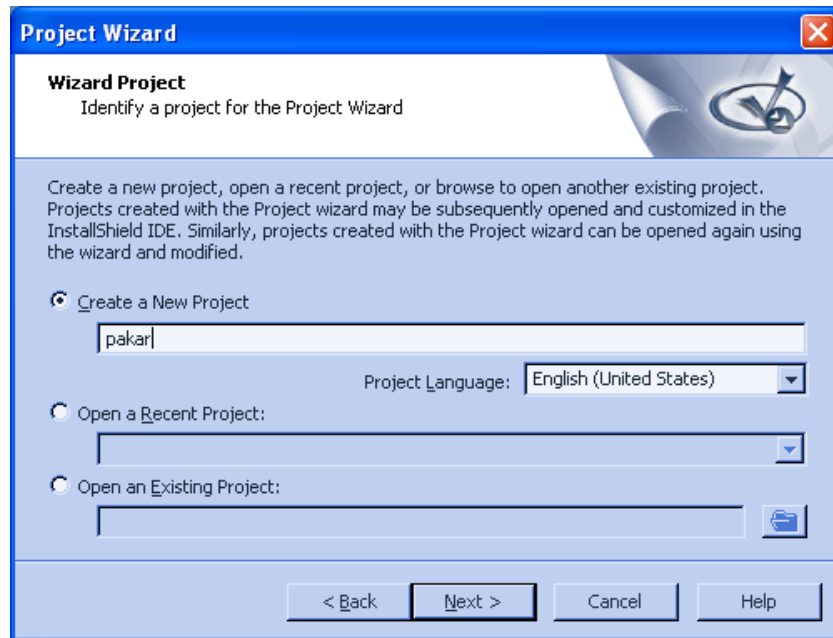 Project Wizard
Wizard Project
Identify a project for the Project Wizard
Create a new project, open a recent project, or browse to open another existing project.
Projects created with the Project wizard may be subsequently opened and customized in the
InstallShield IDE. Similarly, projects created with the Project wizard can be opened again using
the wizard and modified.
Create a New Project
pakar
Project Language: English (United States)
Open a Recent Project:
Open an Existing Project:
< Back Next > Cancel Help